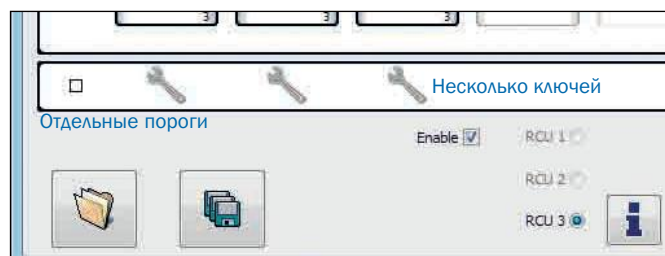 3 3 3
Несколько ключей
Отдельные пороги
Enable RCU 1
RCU 2
RCU 3